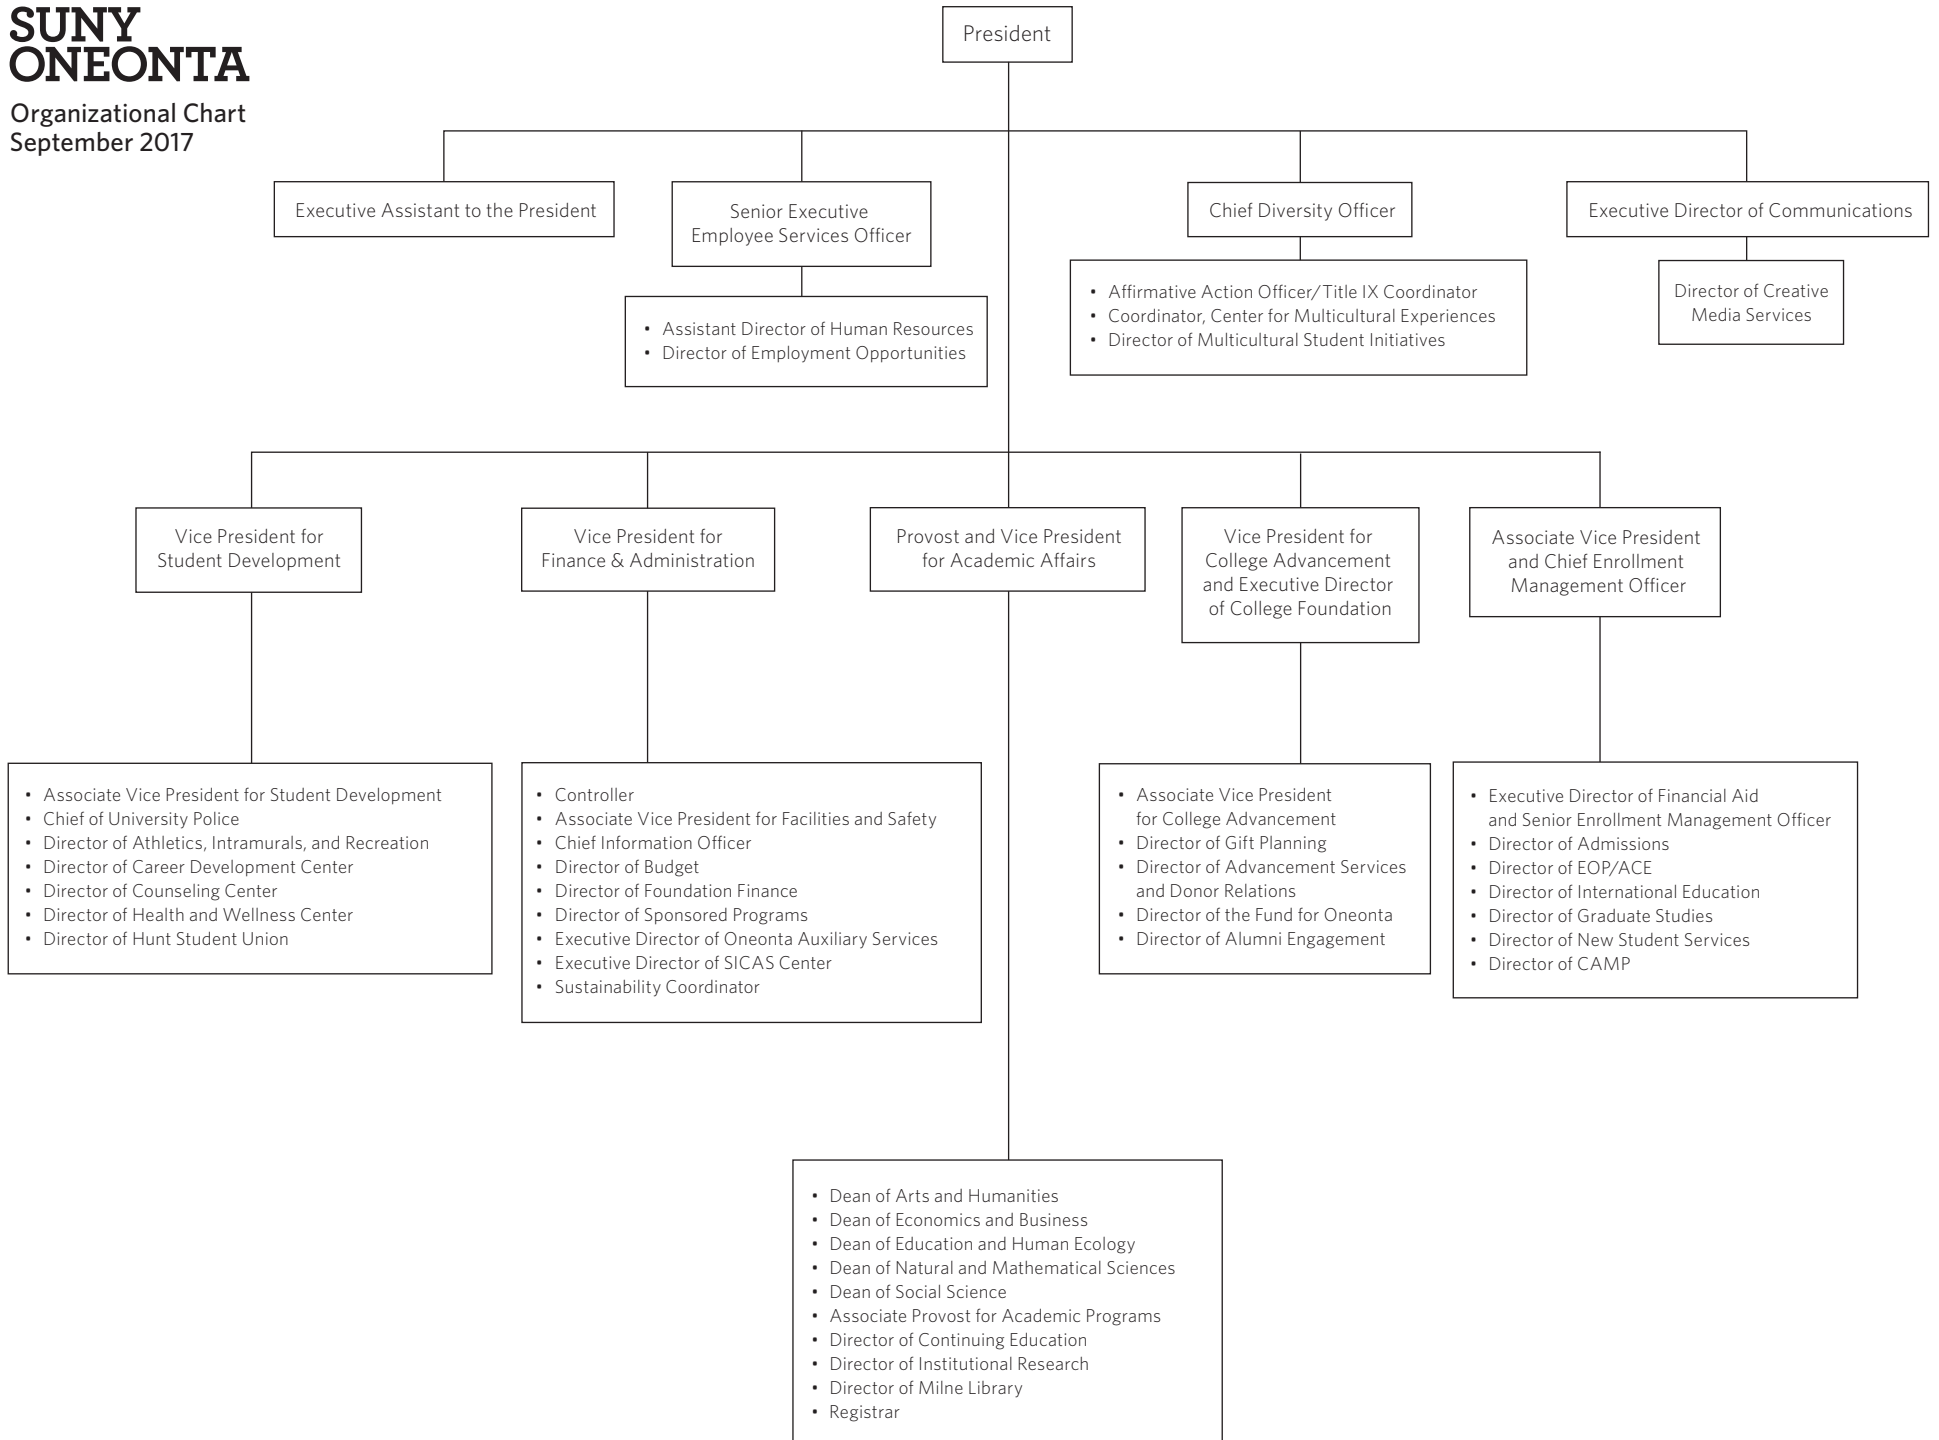 SUNY
ONEONTA
Organizational Chart
September 2017
President
Executive Assistant to the President
Senior Executive
Employee Services Officer
Chief Diversity Officer
Executive Director of Communications
• Assistant Director of Human Resources
• Director of Employment Opportunities
• Affirmative Action Officer/Title IX Coordinator
• Coordinator, Center for Multicultural Experiences
• Director of Multicultural Student Initiatives
Director of Creative
Media Services
Vice President for
Student Development
Vice President for
Finance & Administration
Provost and Vice President
for Academic Affairs
Vice President for
College Advancement
and Executive Director
of College Foundation
Associate Vice President
and Chief Enrollment
Management Officer
• Associate Vice President for Student Development
• Chief of University Police
• Director of Athletics, Intramurals, and Recreation
• Director of Career Development Center
• Director of Counseling Center
• Director of Health and Wellness Center
• Director of Hunt Student Union
• Controller
• Associate Vice President for Facilities and Safety
• Chief Information Officer
• Director of Budget
• Director of Foundation Finance
• Director of Sponsored Programs
• Executive Director of Oneonta Auxiliary Services
• Executive Director of SICAS Center
• Sustainability Coordinator
• Associate Vice President
for College Advancement
• Director of Gift Planning
• Director of Advancement Services
and Donor Relations
• Director of the Fund for Oneonta
• Director of Alumni Engagement
• Executive Director of Financial Aid
and Senior Enrollment Management Officer
• Director of Admissions
• Director of EOP/ACE
• Director of International Education
• Director of Graduate Studies
• Director of New Student Services
• Director of CAMP
• Dean of Arts and Humanities
• Dean of Economics and Business
• Dean of Education and Human Ecology
• Dean of Natural and Mathematical Sciences
• Dean of Social Science
• Associate Provost for Academic Programs
• Director of Continuing Education
• Director of Institutional Research
• Director of Milne Library
• Registrar